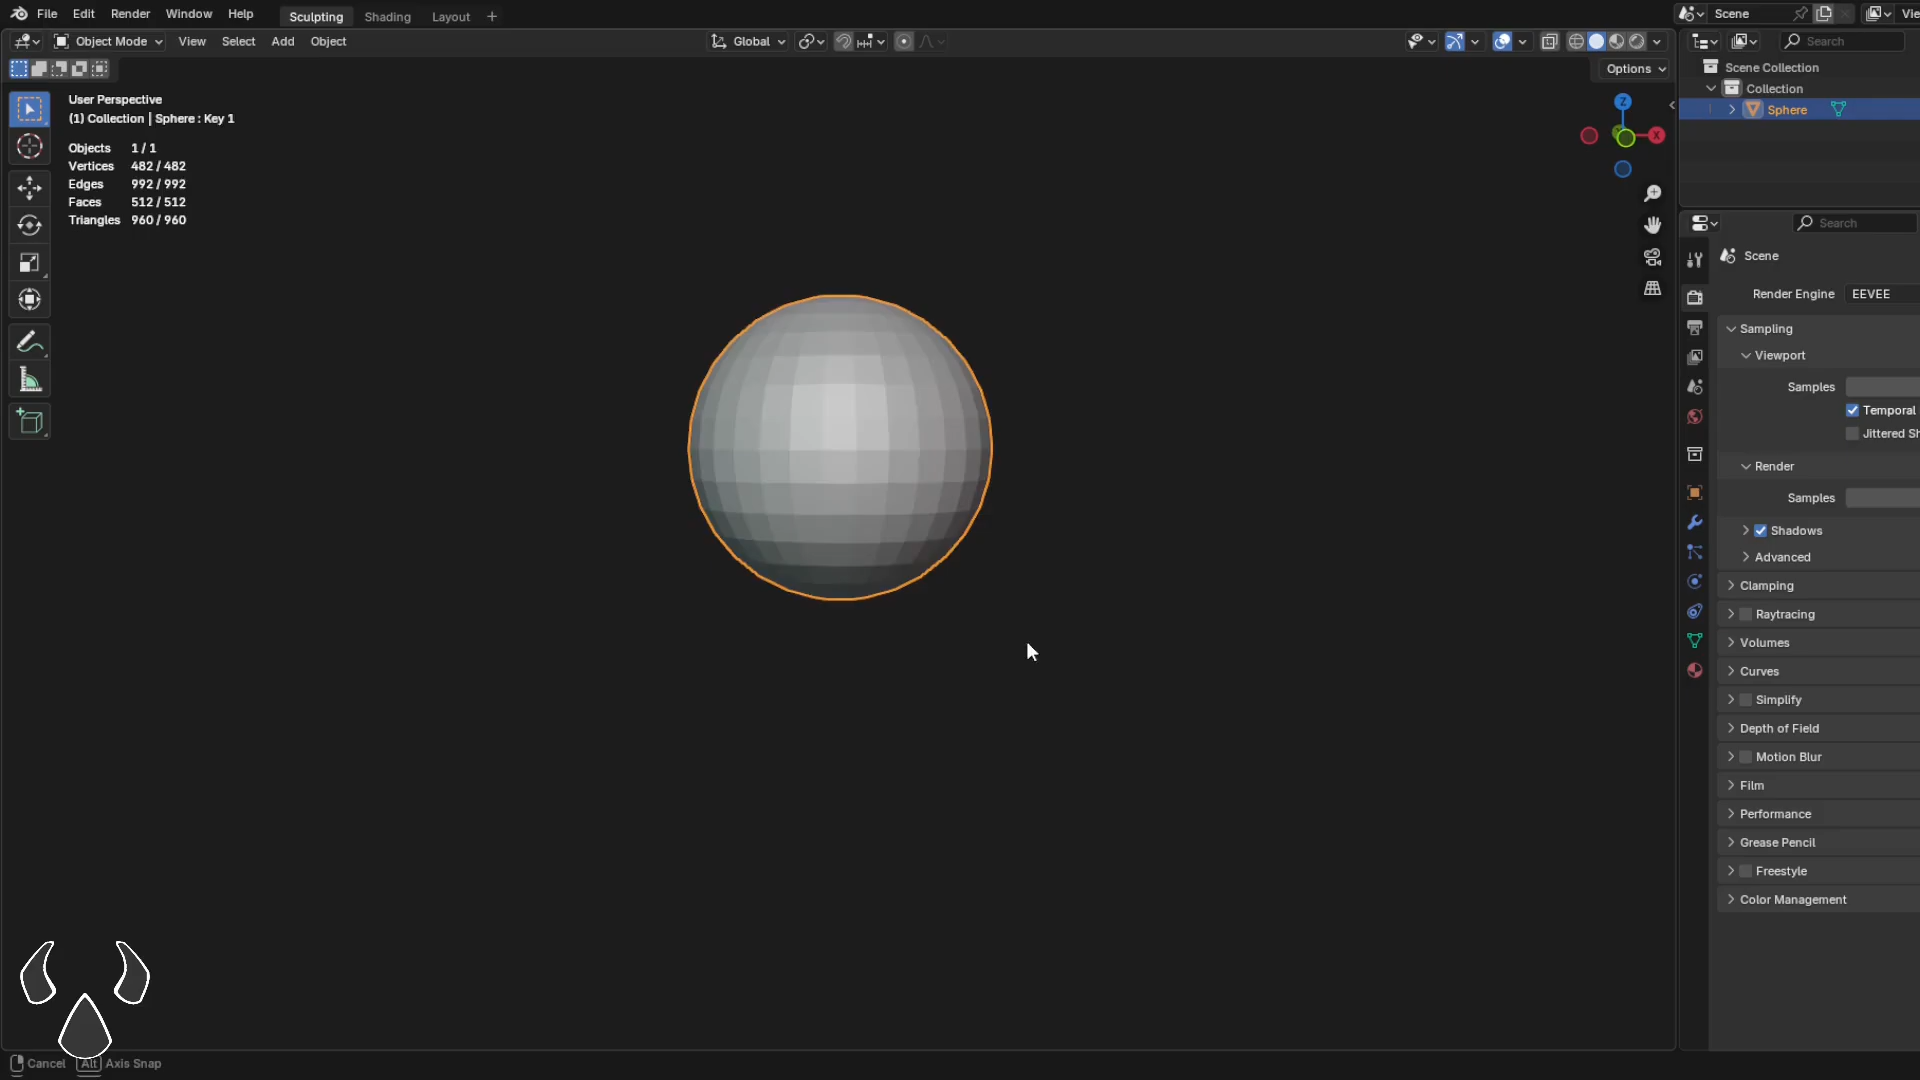 File Edit Render Window Help Sculpting Shading Layout + Scene Vie
Object Mode View Select Add Object Global Search
Options
Scene Collection
Collection
Sphere
User Perspective
(1) Collection | Sphere : Key 1
Objects 1 / 1
Vertices 482 / 482
Edges 992 / 992
Faces 512 / 512
Triangles 960 / 960
Z
X
Search
Scene
Render Engine EEVEE
Sampling
Viewport
Samples
Temporal
Jittered Sh
Render
Samples
Shadows
Advanced
Clamping
Raytracing
Volumes
Curves
Simplify
Depth of Field
Motion Blur
Film
Performance
Grease Pencil
Freestyle
Color Management
Cancel Alt Axis Snap